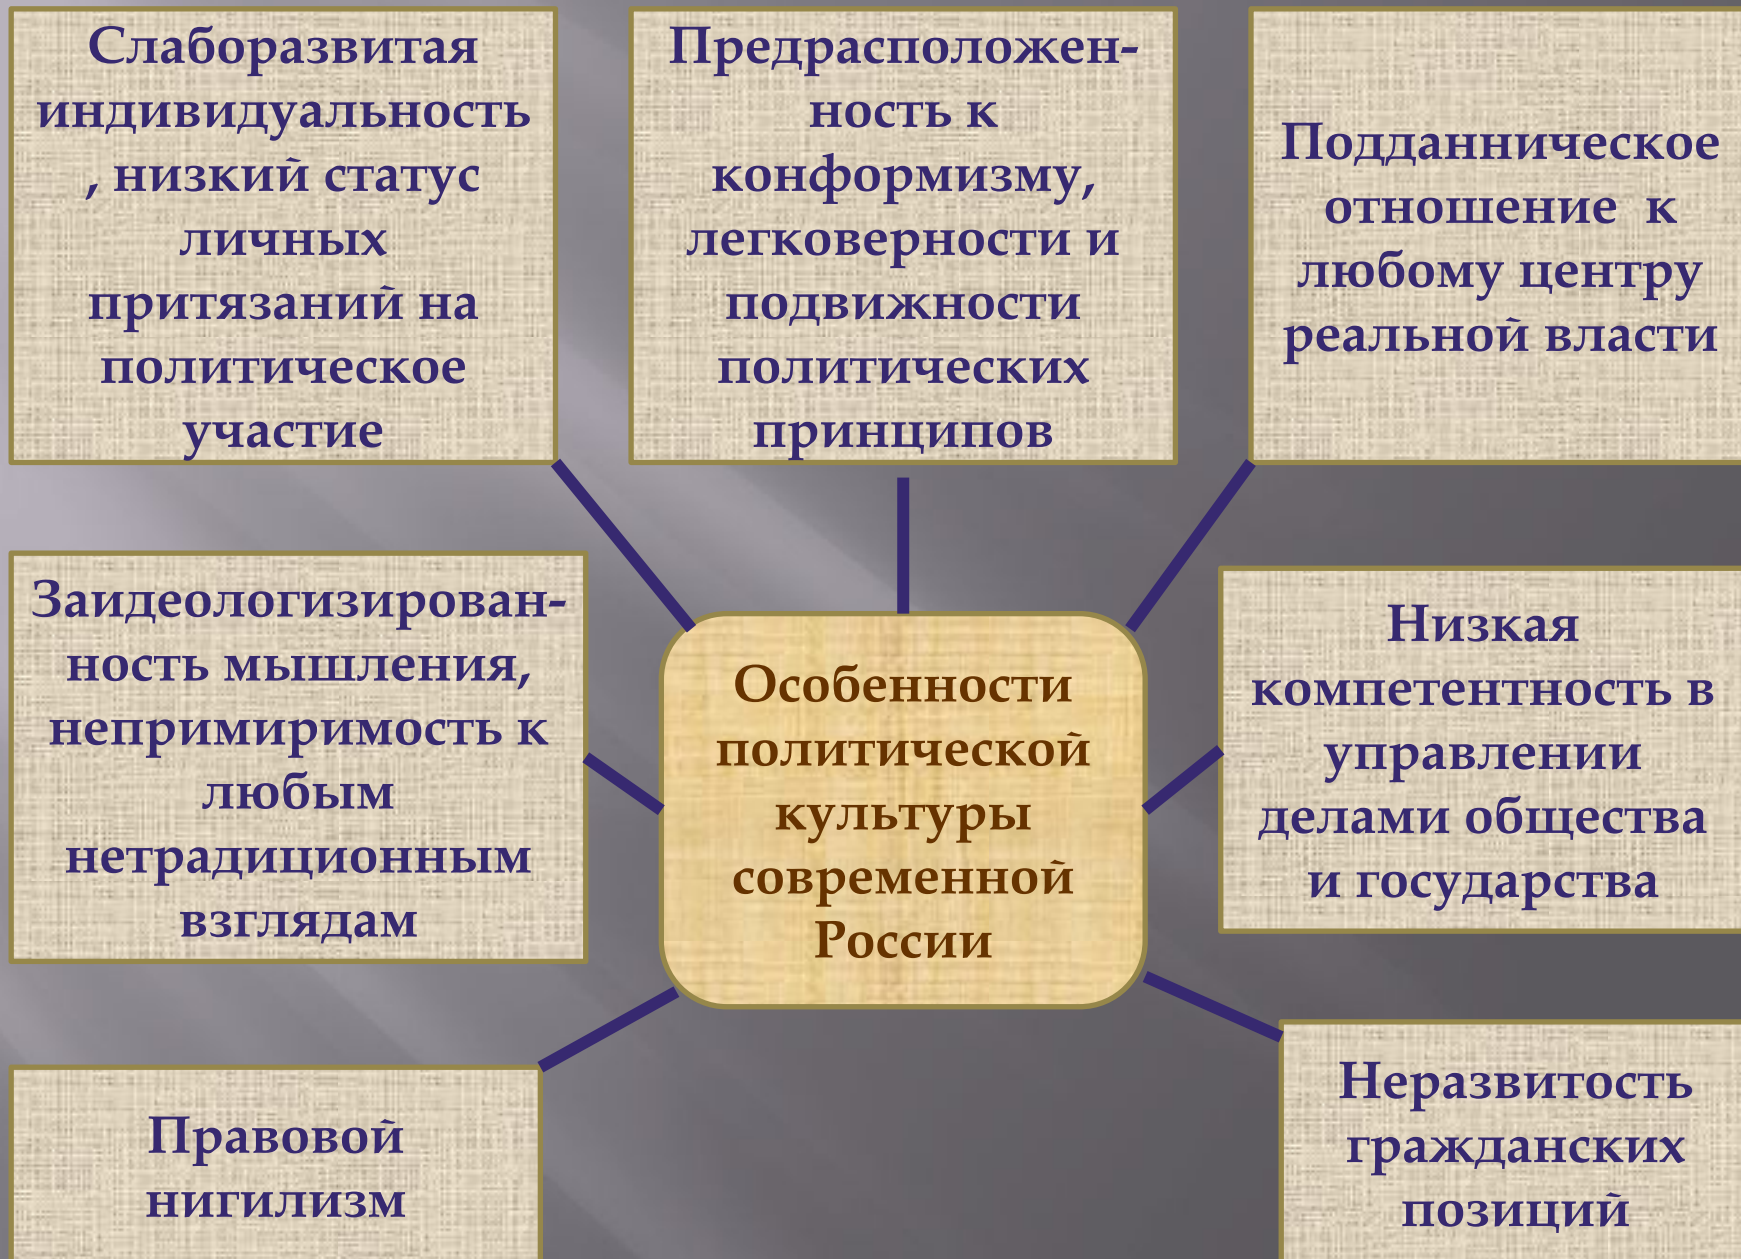 Слаборазвитая
индивидуальность
, низкий статус
личных
притязаний на
политическое
участие
Предрасположен-
ность к
конформизму,
легковерности и
подвижности
политических
принципов
Подданническое
отношение к
любому центру
реальной власти
Заидеологизирован-
ность мышления,
непримиримость к
любым
нетрадиционным
взглядам
Особенности
политической
культуры
современной
России
Низкая
компетентность в
управлении
делами общества
и государства
Правовой
нигилизм
Неразвитость
гражданских
позиций